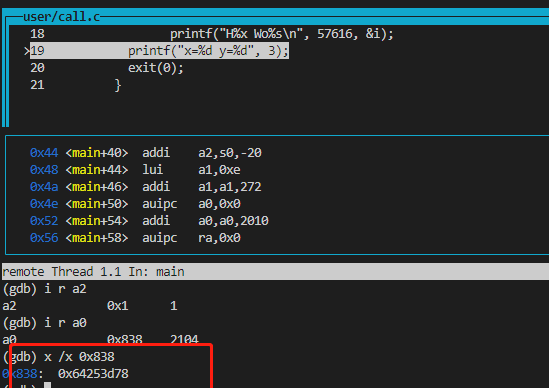 user/call.c
18 printf("H%x Wo%s\n", 57616, &i);
>19 printf("x=%d y=%d", 3);
20 exit(0);
21 }
0x44 <main+40> addi a2,s0,-20
0x48 <main+44> lui a1,0xe
0x4a <main+46> addi a1,a1,272
0x4e <main+50> auipc a0,0x0
0x52 <main+54> addi a0,a0,2010
0x56 <main+58> auipc ra,0x0
remote Thread 1.1 In: main
(gdb) i r a2
a2 0x1 1
(gdb) i r a0
a0 0x838 2104
(gdb) x /x 0x838
0x838: 0x64253d78